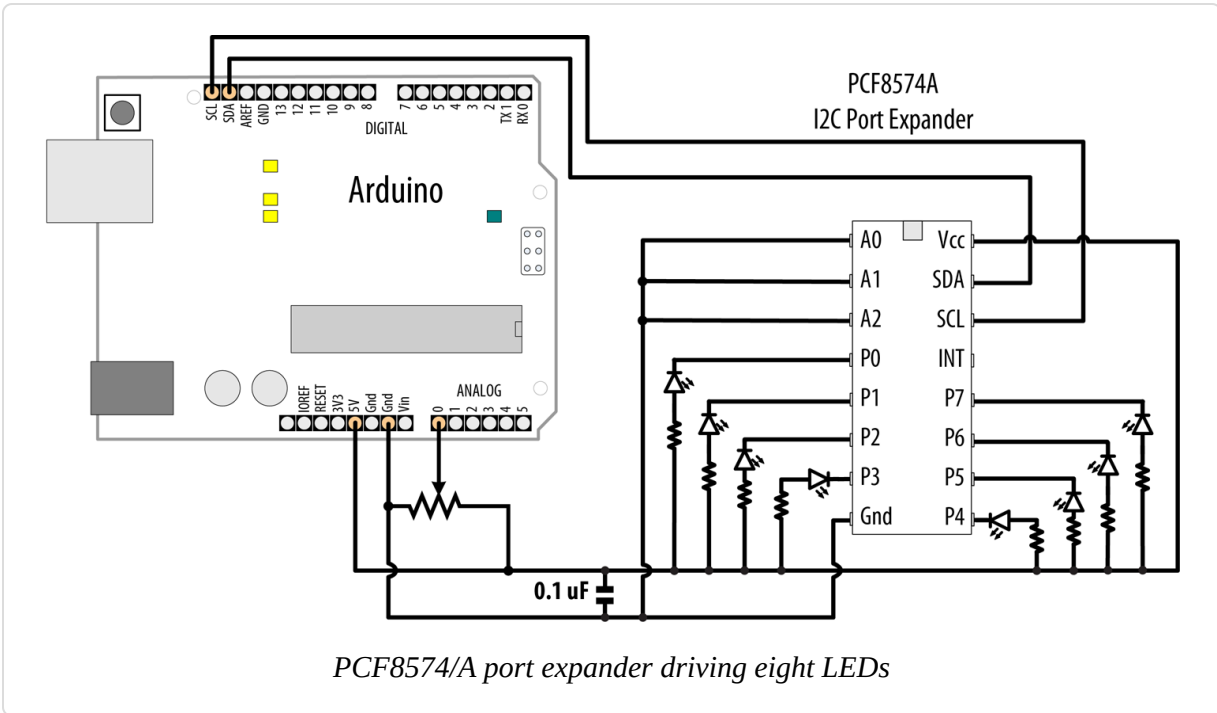 PCF8574A
I2C Port Expander
SCL
SDA
AREF
GND
13
12
11
10
9
8
7
6
5
4
3
2
TX 1
RX 0
DIGITAL
Arduino
IOREF
RESET
3V3
5V
Gnd
Gnd
Vin
ANALOG
0
1
2
3
4
5
A0
Vcc
A1
SDA
A2
SCL
P0
INT
P1
P7
P2
P6
P3
P5
Gnd
P4
0.1 uF
PCF8574/A port expander driving eight LEDs